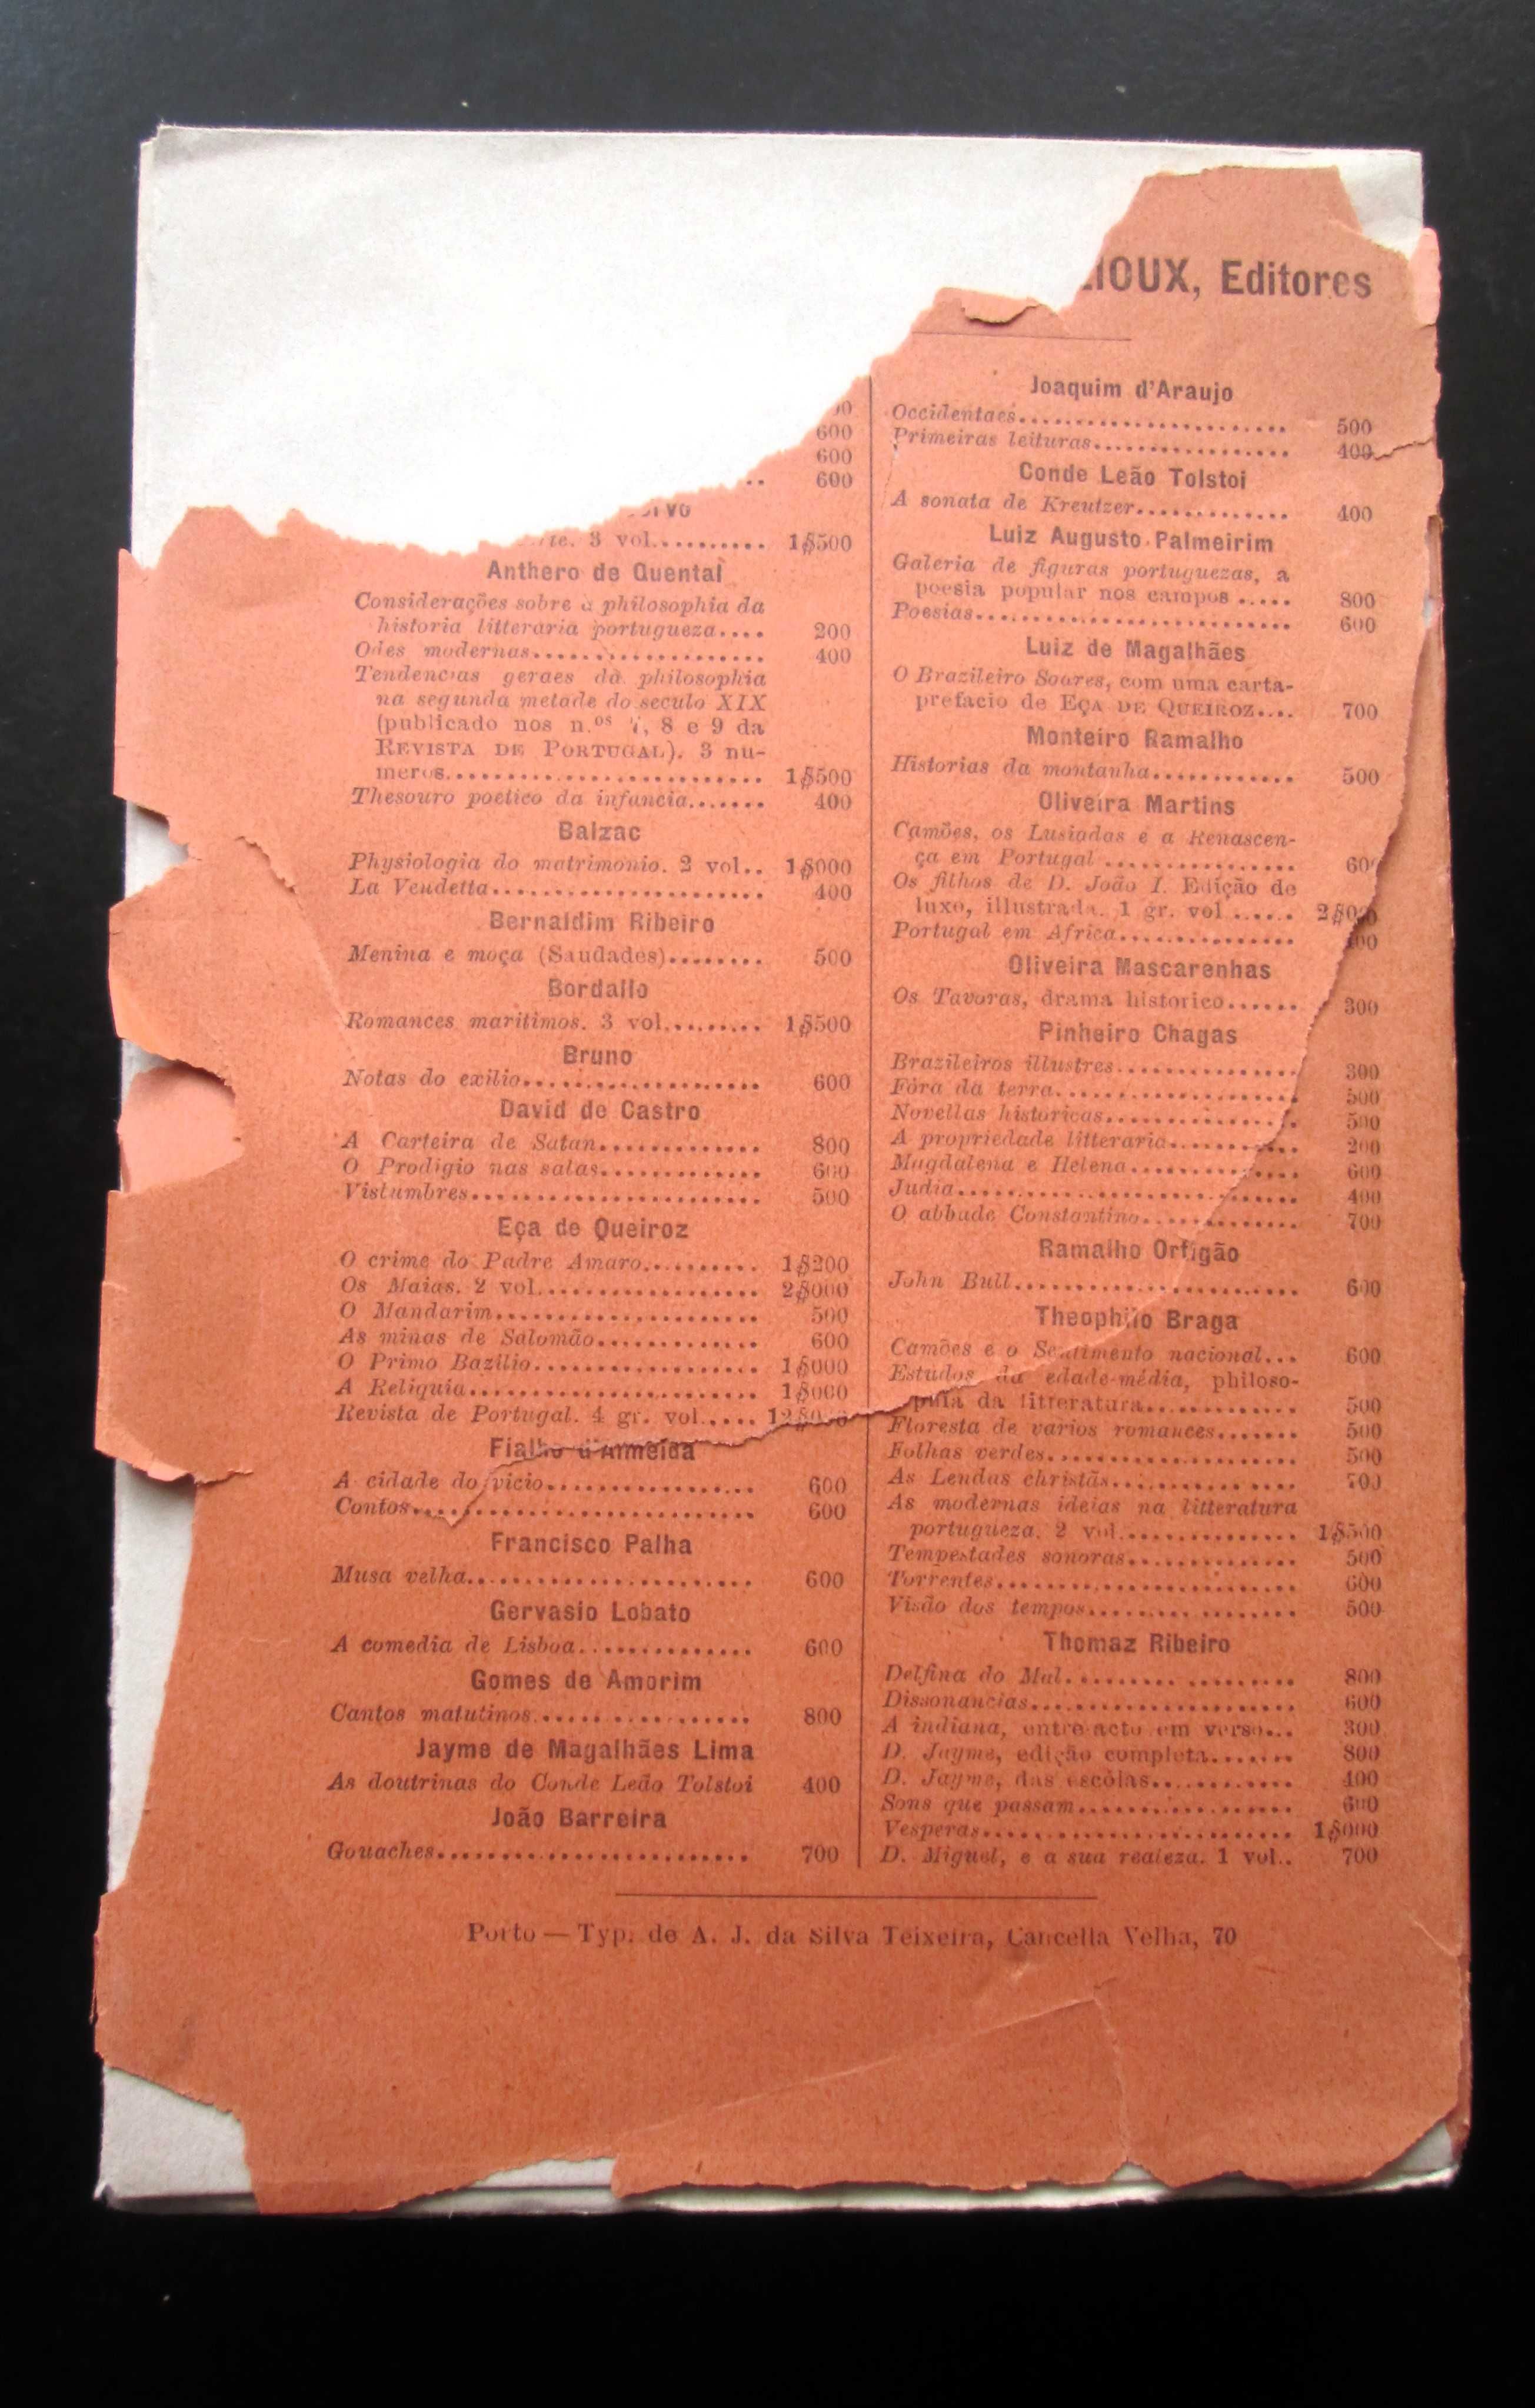 IOUX, Editores
600
600
600
3 vol.......... 1$500
Anthero de Quental
Considerações sobre a philosophia da
historia litteraria portugueza.... 200
Odes modernas................... 400
Tendencias geraes da philosophia
na segunda metade do seculo XIX
(publicado nos n.os 7, 8 e 9 da
REVISTA DE PORTUGAL). 3 nu-
meros.......................... 1$500
Thesouro poetico da infancia....... 400
Balzac
Physiologia do matrimonio. 2 vol.. 1$000
La Vendetta...................... 400
Bernaldim Ribeiro
Menina e moça (Saudades)........ 500
Bordallo
Romances maritimos. 3 vol......... 1$500
Bruno
Notas do exilio.................... 600
David de Castro
A Carteira de Satan.............. 800
O Prodigio nas salas.............. 600
Vislumbres........................ 500
Eça de Queiroz
O crime do Padre Amaro.......... 1$200
Os Maias. 2 vol................... 2$000
O Mandarim...................... 500
As minas de Salomão.............. 600
O Primo Bazilio................... 1$000
A Reliquia........................ 1$000
Revista de Portugal. 4 gr. vol.....
Fialho d'Almeida
A cidade do vicio.................. 600
Contos............................. 600
Francisco Palha
Musa velha........................ 600
Gervasio Lobato
A comedia de Lisboa.............. 600
Gomes de Amorim
Cantos matutinos.................. 800
Jayme de Magalhães Lima
As doutrinas do Conde Leão Tolstoi 400
João Barreira
Gouaches.......................... 700
Joaquim d'Araujo
Occidentaes....................... 500
Primeiras leituras................. 400
Conde Leão Tolstoi
A sonata de Kreutzer............. 400
Luiz Augusto Palmeirim
Galeria de figuras portuguezas, a
poesia popular nos campos ..... 800
Poesias........................... 600
Luiz de Magalhães
O Brazileiro Soares, com uma carta-
prefacio de EÇA DE QUEIROZ.... 700
Monteiro Ramalho
Historias da montanha............ 500
Oliveira Martins
Camões, os Lusiadas e a Renascen-
ça em Portugal ................
Os filhos de D. João I. Edição de
luxo, illustrada. 1 gr. vol ......
Portugal em Africa...............
Oliveira Mascarenhas
Os Tavoras, drama historico...... 300
Pinheiro Chagas
Brazileiros illustres............... 300
Fóra da terra..................... 500
Novellas historicas................ 500
A propriedade litteraria........... 200
Magdalena e Helena.............. 600
Judia............................. 400
O abbade Constantino............. 700
Ramalho Ortigão
John Bull........................ 600
Theophilo Braga
Camões e o Sentimento nacional... 600
Estudos da edade-média, philoso-
phia da litteratura............. 500
Floresta de varios romances....... 500
Folhas verdes..................... 500
As Lendas christãs................ 700
As modernas ideias na litteratura
portugueza. 2 vol.............. 1$500
Tempestades sonoras.............. 500
Torrentes......................... 600
Visão dos tempos................. 500
Thomaz Ribeiro
Delfina do Mal................... 800
Dissonancias...................... 600
A indiana, entre-acto em verso... 300
D. Jayme, edição completa....... 800
D. Jayme, das escólas............ 400
Sons que passam.................. 600
Vesperas.......................... 1$000
D. Miguel, e a sua realeza. 1 vol.. 700
Porto — Typ. de A. J. da Silva Teixeira, Cancella Velha, 70